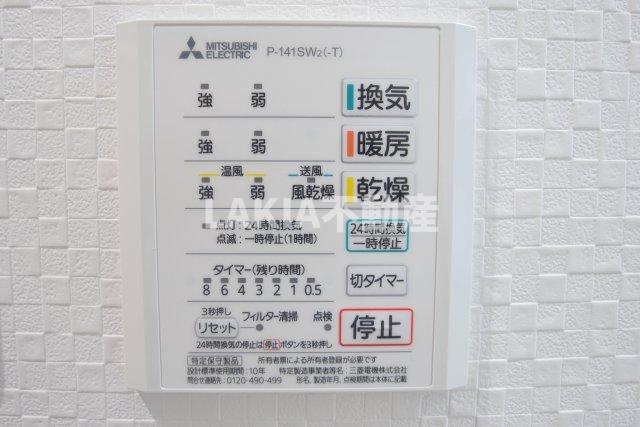 MITSUBISHI ELECTRIC P-141SW2(-T)
強 弱 換気
強 弱 暖房
温風 送風
強 弱 風乾燥 乾燥
LAKIA不動産
点灯:24時間換気
点滅:一時停止(1時間)
24時間換気
一時停止
タイマー(残り時間)
8 6 4 3 2 1 0.5
切タイマー
3秒押し
リセット フィルター清掃 点検
停止
24時間換気の停止は停止ボタンを3秒押し
特定保守製品 所有者票による所有者登録が必要です
設計標準使用期間:10年 特定製造事業者等名:三菱電機株式会社
問合せ連絡先:0120-490-499 形名,製造年月,点検期間は本体に記載